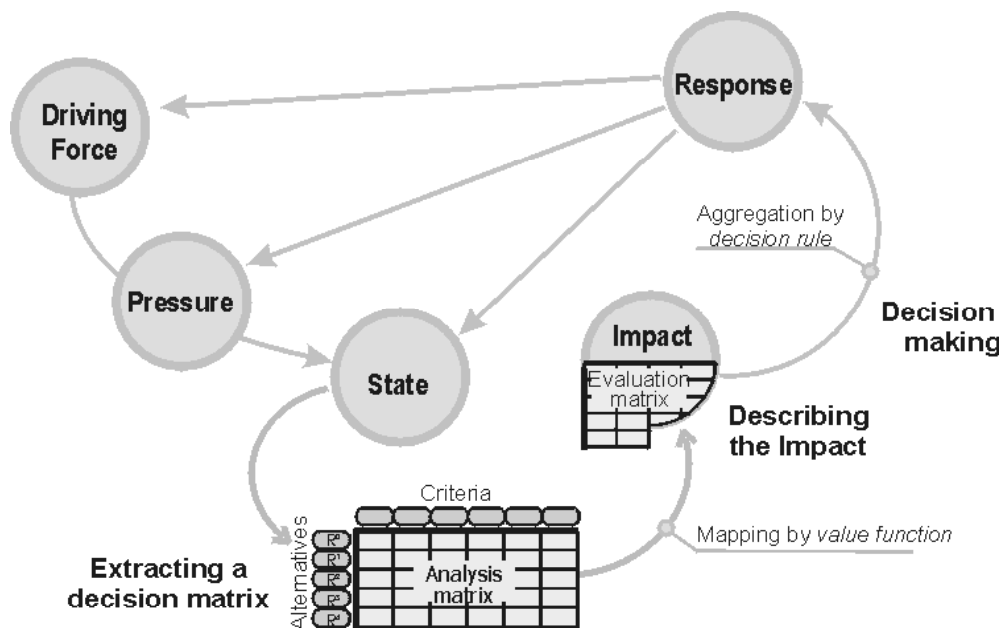 Response
Driving
Force
Aggregation by
decision rule
Pressure
Decision
making
Impact
State
Evaluation
matrix
Describing
the Impact
Criteria
Alternatives
Mapping by value function
Extracting a
decision matrix
Analysis
matrix